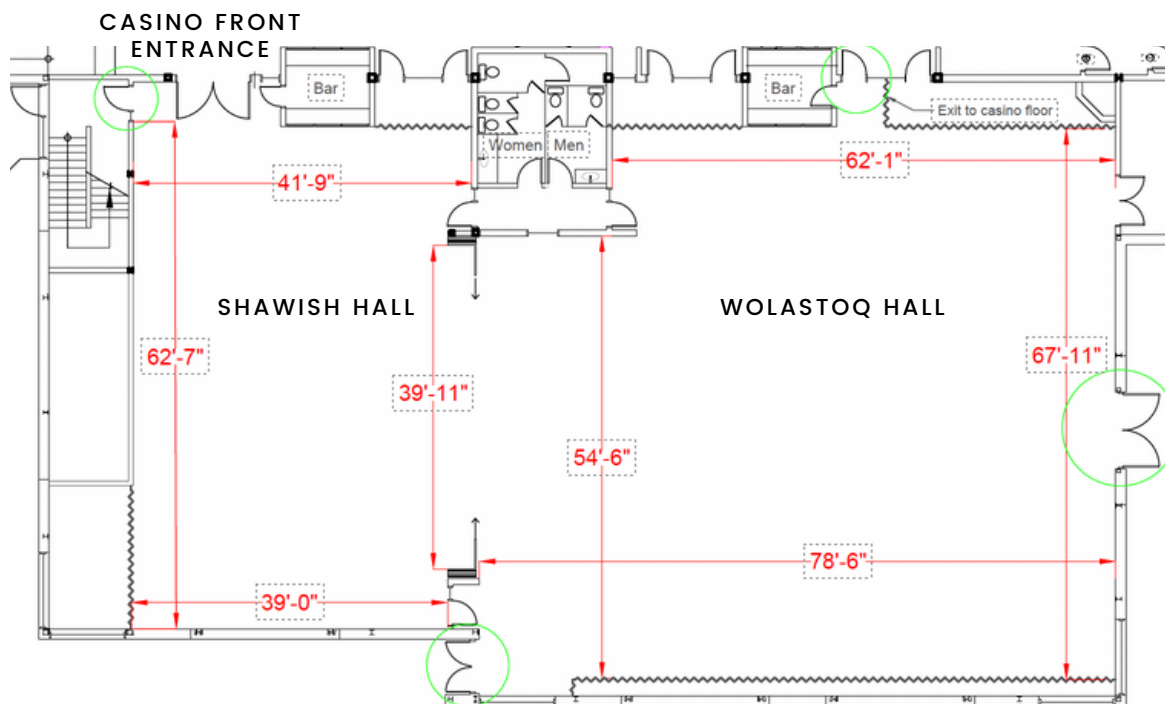 CASINO FRONT
ENTRANCE
Bar
Bar
Exit to casino floor
Women
Men
62'-1"
41'-9"
SHAWISH HALL
WOLASTOQ HALL
62'-7"
67'-11"
39'-11"
54'-6"
78'-6"
39'-0"